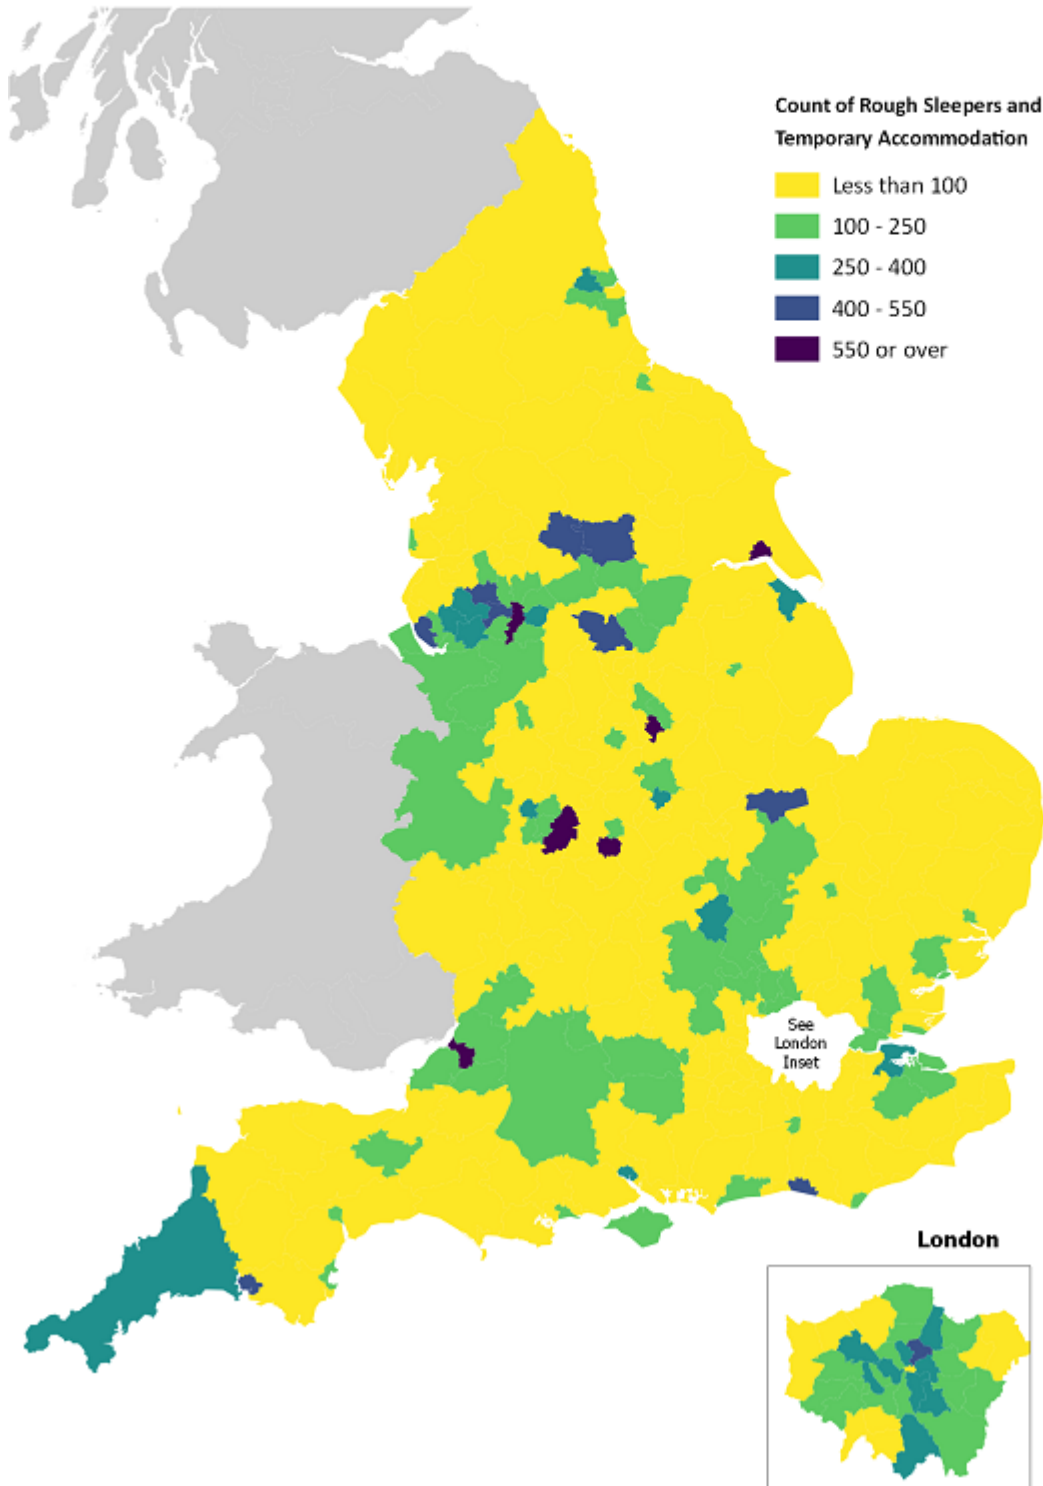 Count of Rough Sleepers and
Temporary Accommodation
Less than 100
100 - 250
250 - 400
400 - 550
550 or over
See
London
Inset
London